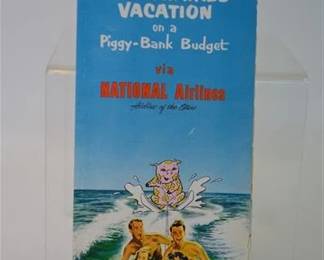 VACATION
on a
Piggy-Bank Budget
via
NATIONAL Airlines
Airline of the Stars